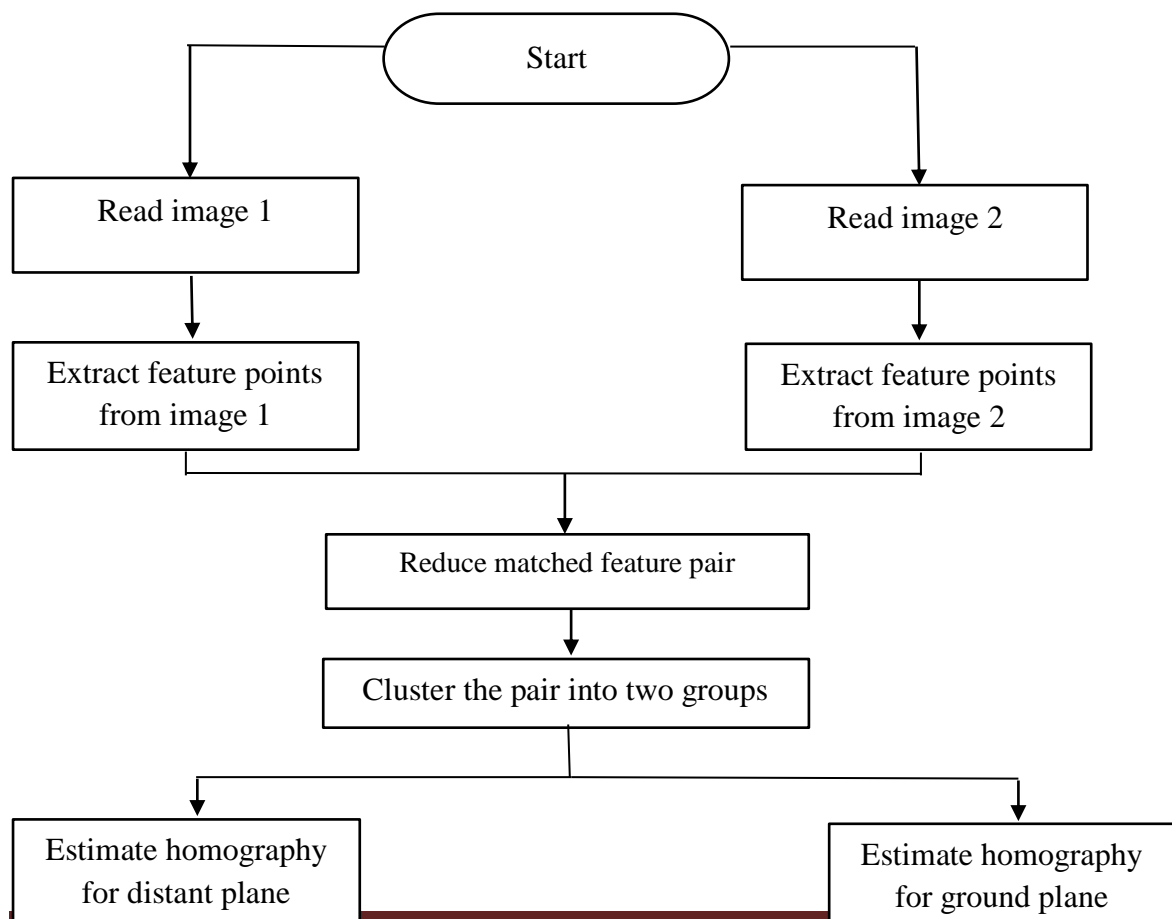 Start
Read image 1
Read image 2
Extract feature points
from image 1
Extract feature points
from image 2
Reduce matched feature pair
Cluster the pair into two groups
Estimate homography
for distant plane
Estimate homography
for ground plane